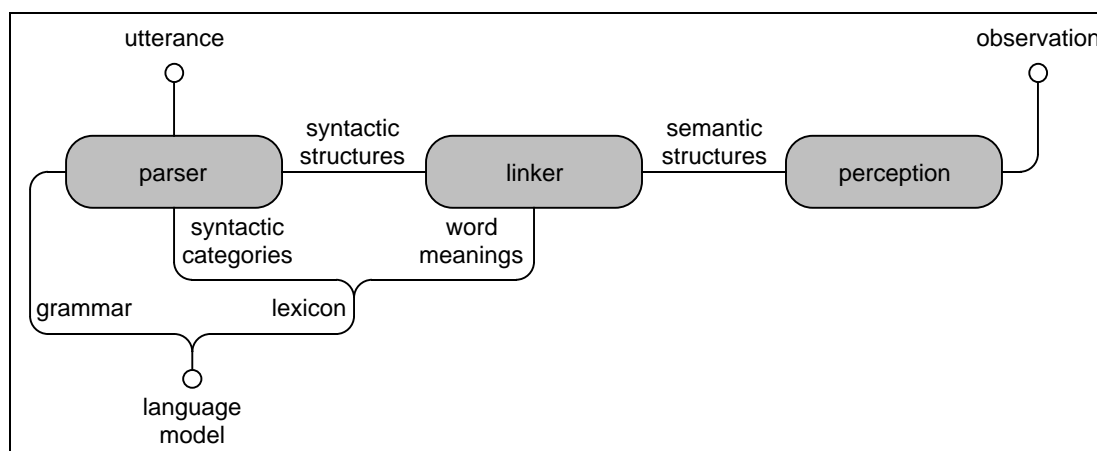 utterance
observation
syntactic
structures
semantic
structures
parser
linker
perception
syntactic
categories
word
meanings
grammar
lexicon
language
model